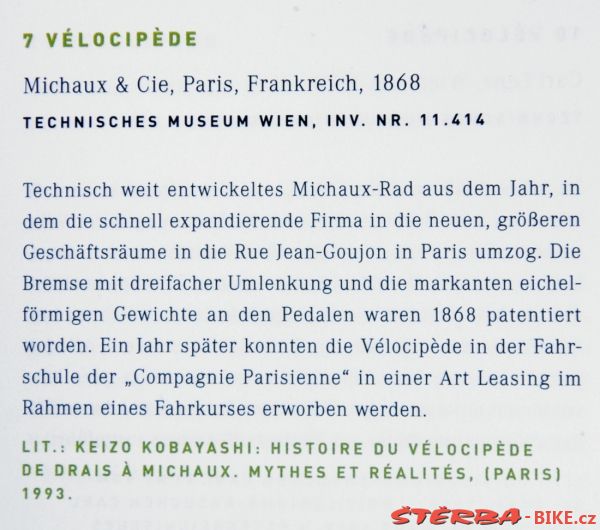 7 VÉLOCIPÈDE
Michaux & Cie, Paris, Frankreich, 1868
TECHNISCHES MUSEUM WIEN, INV. NR. 11.414
Technisch weit entwickeltes Michaux-Rad aus dem Jahr, in
dem die schnell expandierende Firma in die neuen, größeren
Geschäftsräume in die Rue Jean-Goujon in Paris umzog. Die
Bremse mit dreifacher Umlenkung und die markanten eichel-
förmigen Gewichte an den Pedalen waren 1868 patentiert
worden. Ein Jahr später konnten die Vélocipède in der Fahr-
schule der „Compagnie Parisienne“ in einer Art Leasing im
Rahmen eines Fahrkurses erworben werden.
LIT.: KEIZO KOBAYASHI: HISTOIRE DU VÉLOCIPÈDE
DE DRAIS À MICHAUX. MYTHES ET RÉALITÉS, (PARIS)
1993.
ŠTĚRBA-BIKE.cz